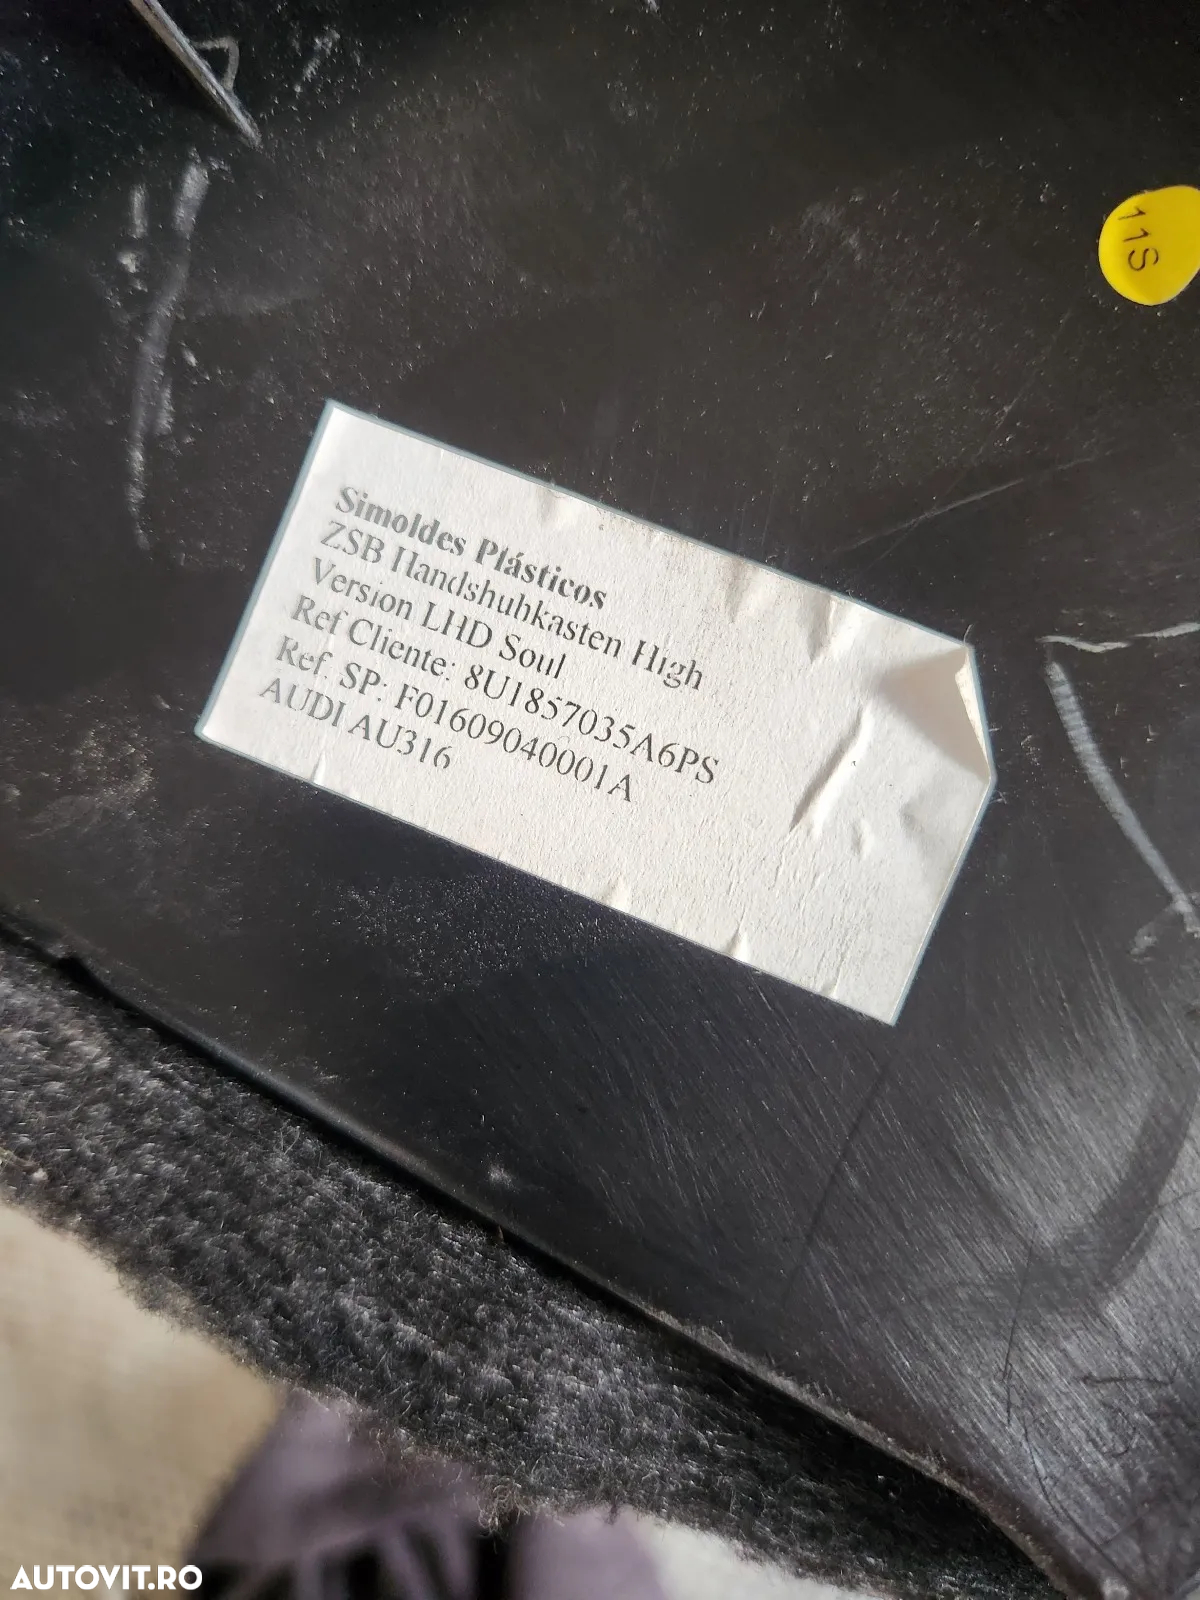 11S
Simoldes Plásticos
ZSB Handshuhkasten High
Version LHD Soul
Ref Cliente: 8U1857035A6PS
Ref. SP: F01609040001A
AUDI AU316
AUTOVIT.RO